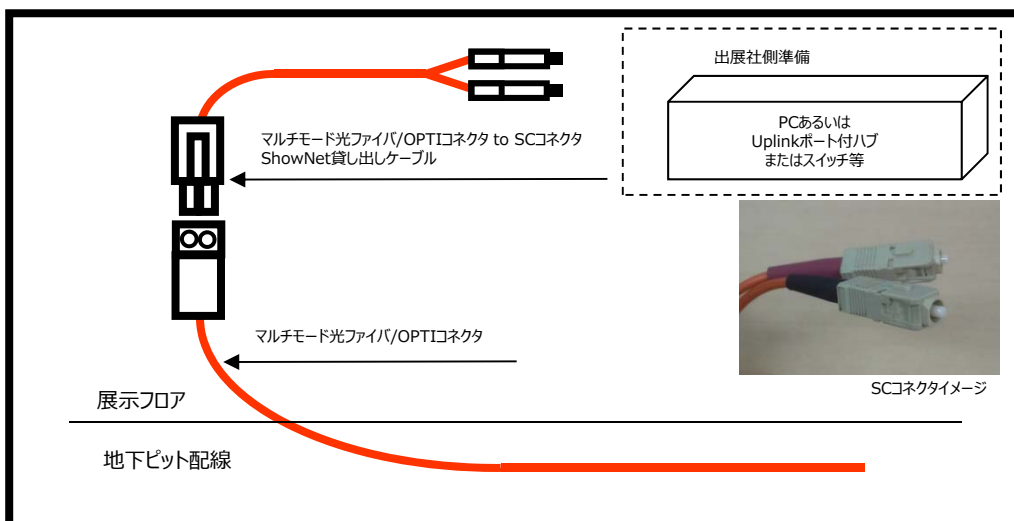 出展社側準備
PCあるいは
Uplinkポート付ハブ
またはスイッチ等
マルチモード光ファイバ/OPTIコネクタ to SCコネクタ
ShowNet貸し出しケーブル
マルチモード光ファイバ/OPTIコネクタ
SCコネクタイメージ
展示フロア
地下ピット配線